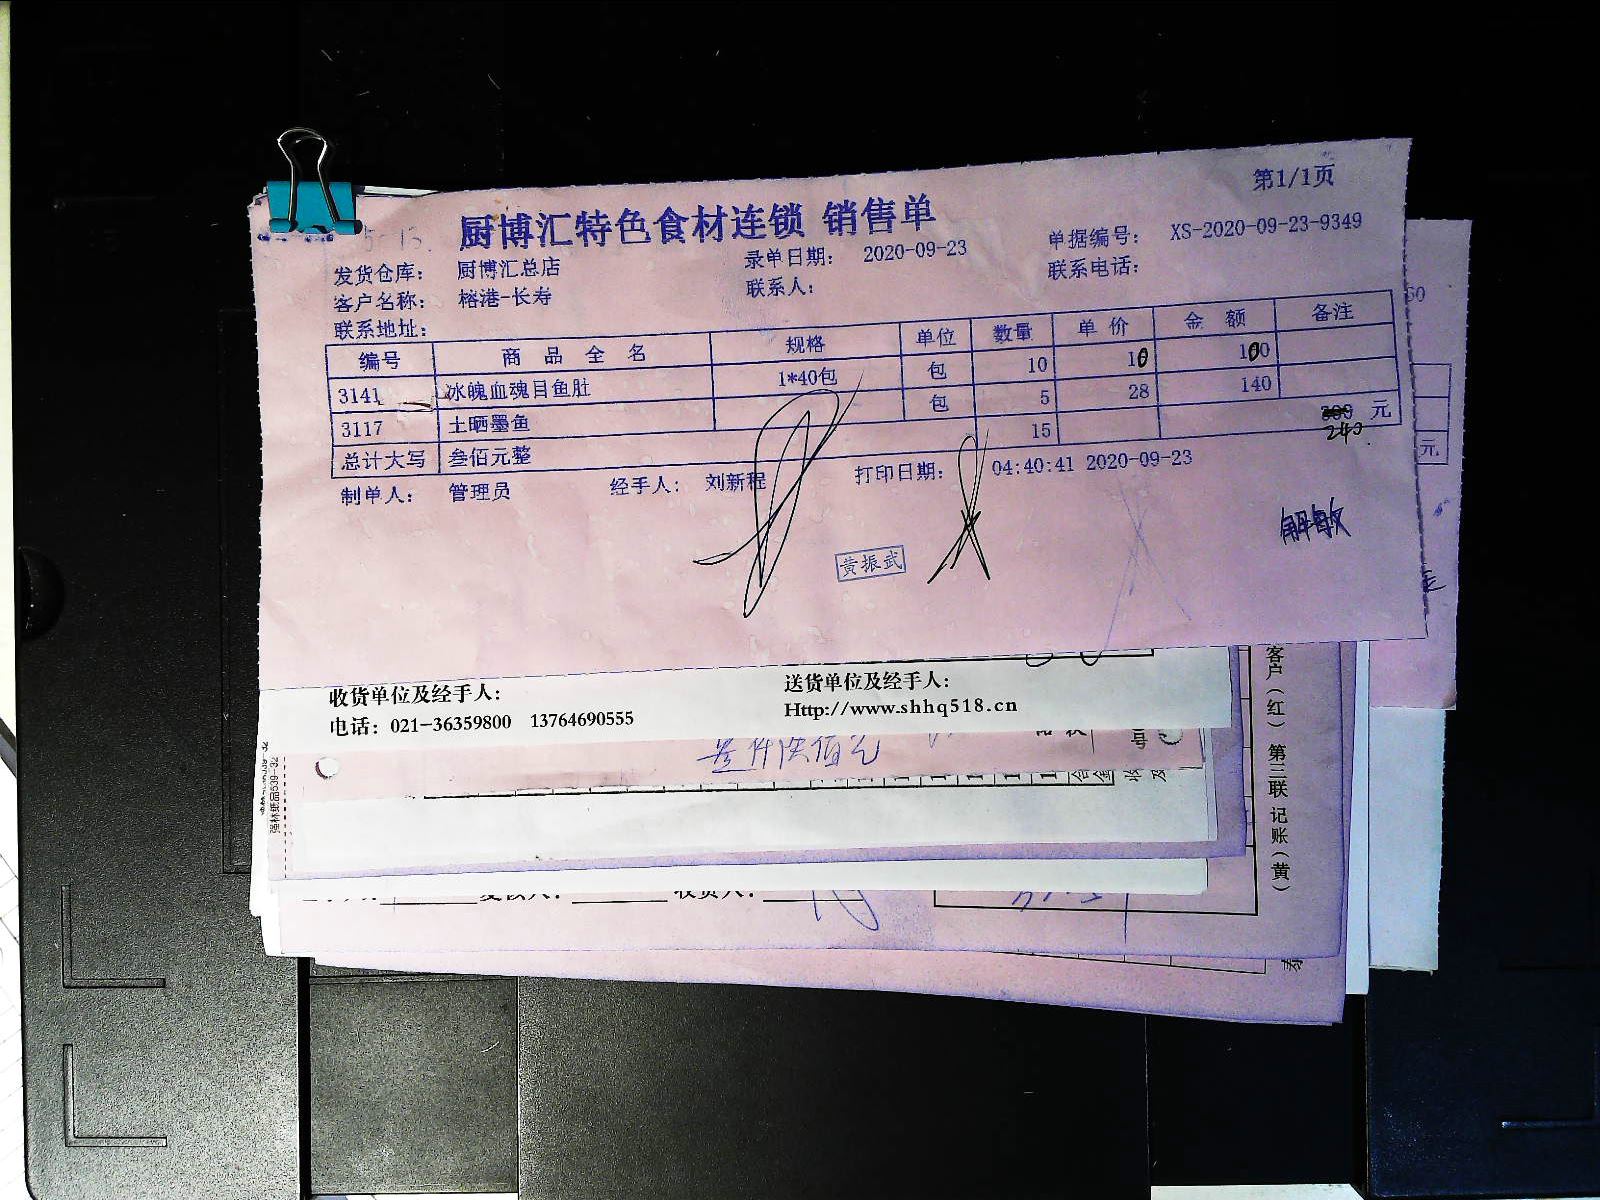 第1/1页
厨博汇特色食材连锁 销售单
发货仓库： 厨博汇总店 录单日期： 2020-09-23 单据编号： XS-2020-09-23-9349
客户名称： 榕港-长寿 联系人： 联系电话：
联系地址：
编号 商品全名 规格 单位 数量 单价 金额 备注
3141 冰魄血魂目鱼肚 1*40包 包 10 10 100
3117 土晒墨鱼 包 5 28 140
总计大写 叁佰元整 15 元
240
制单人： 管理员 经手人： 刘新程 打印日期： 04:40:41 2020-09-23
黄振武
解敏
收货单位及经手人： 送货单位及经手人：
电话：021-36359800 13764690555 Http://www.shhq518.cn
客户（红） 第三联 记账（黄）
元